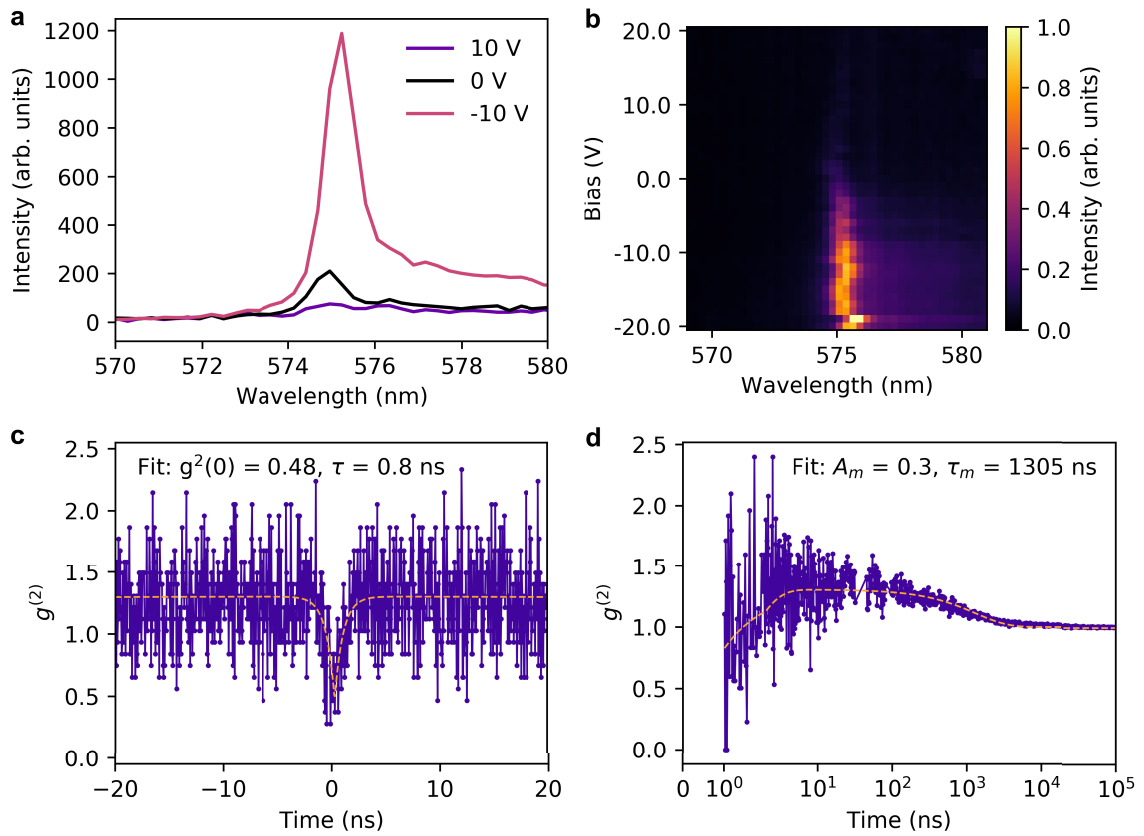 a
1200
1000
800
600
400
200
0
Intensity (arb. units)
10 V
0 V
-10 V
570
572
574
576
578
580
Wavelength (nm)
b
20.0
10.0
0.0
-10.0
-20.0
Bias (V)
570
575
580
Wavelength (nm)
1.0
0.8
0.6
0.4
0.2
0.0
Intensity (arb. units)
c
2.5
2.0
1.5
1.0
0.5
0.0
g⁽²⁾
Fit: g²(0) = 0.48, τ = 0.8 ns
−20
−10
0
10
20
Time (ns)
d
2.5
2.0
1.5
1.0
0.5
0.0
g⁽²⁾
Fit: Aₘ = 0.3, τₘ = 1305 ns
0
10⁰
10¹
10²
10³
10⁴
10⁵
Time (ns)